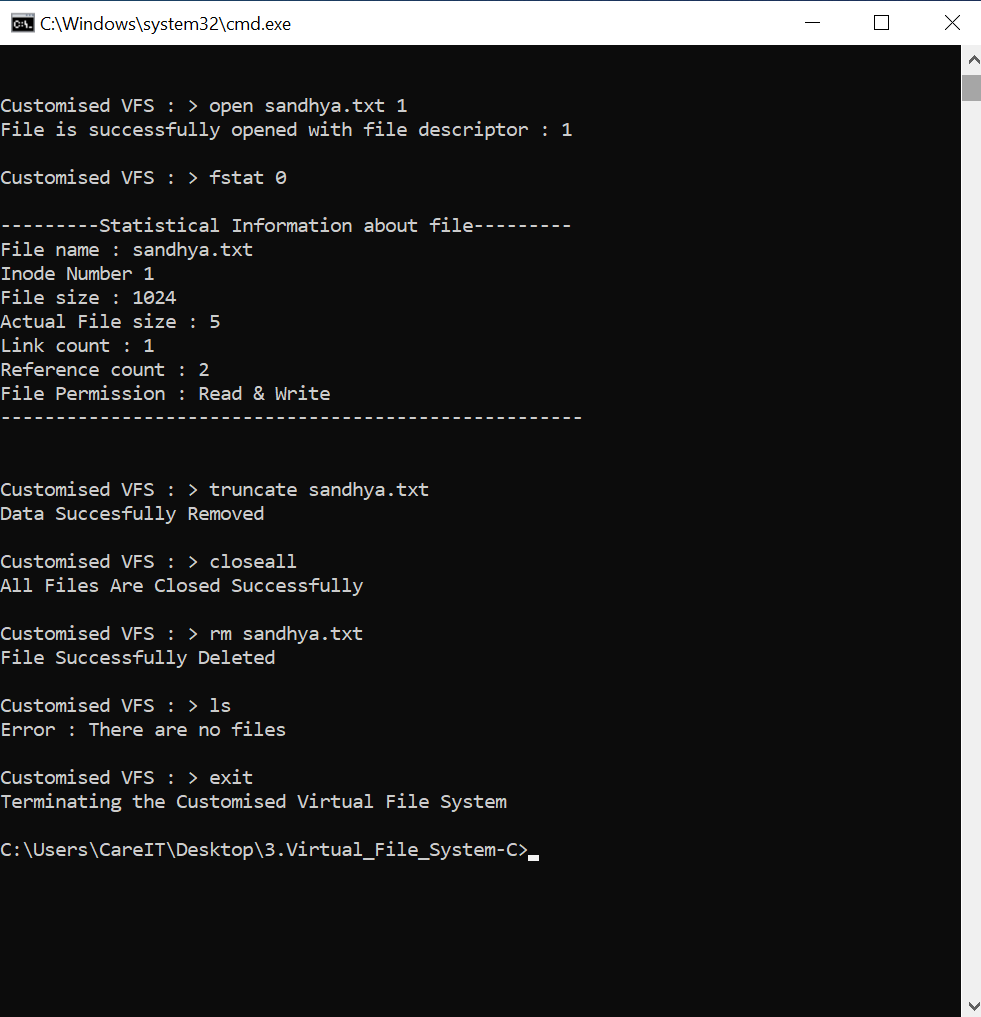 C:\Windows\system32\cmd.exe
Customised VFS : > open sandhya.txt 1
File is successfully opened with file descriptor : 1
Customised VFS : > fstat 0
---------Statistical Information about file---------
File name : sandhya.txt
Inode Number 1
File size : 1024
Actual File size : 5
Link count : 1
Reference count : 2
File Permission : Read & Write
-----------------------------------------------------
Customised VFS : > truncate sandhya.txt
Data Succesfully Removed
Customised VFS : > closeall
All Files Are Closed Successfully
Customised VFS : > rm sandhya.txt
File Successfully Deleted
Customised VFS : > ls
Error : There are no files
Customised VFS : > exit
Terminating the Customised Virtual File System
C:\Users\CareIT\Desktop\3.Virtual_File_System-C>